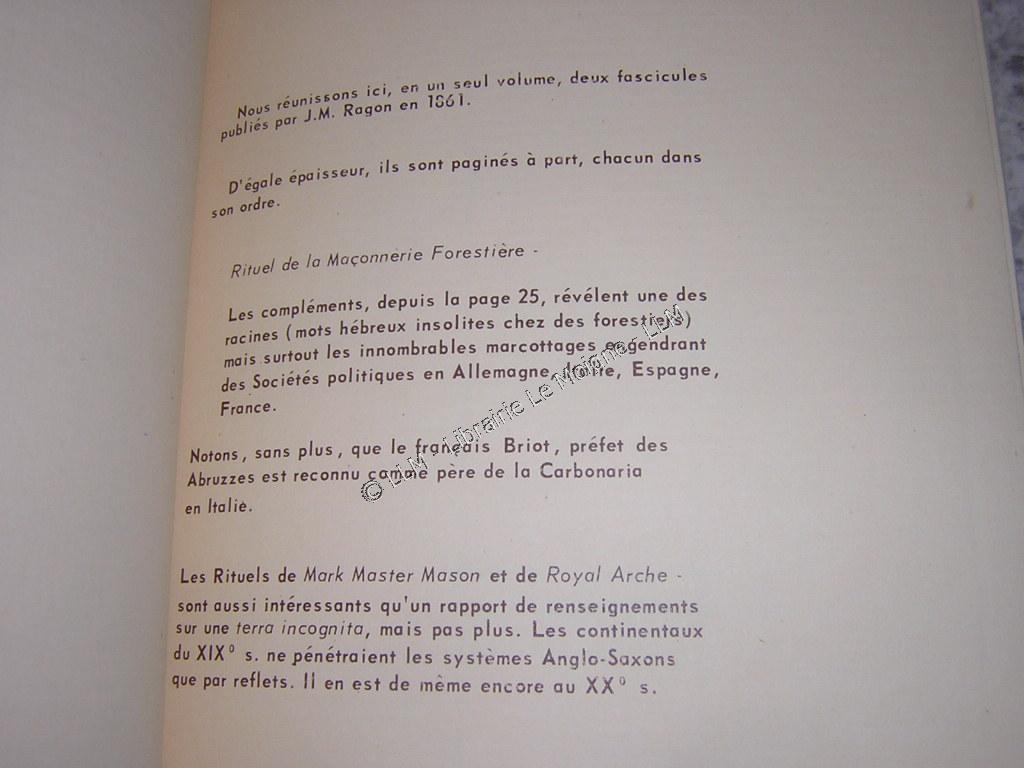 Nous réunissons ici, en un seul volume, deux fascicules
publiés par J.M. Ragon en 1861.
D'égale épaisseur, ils sont paginés à part, chacun dans
son ordre.
Rituel de la Maçonnerie Forestière -
Les compléments, depuis la page 25, révélent une des
racines (mots hébreux insolites chez des forestiers)
mais surtout les innombrables marcottages engendrant
des Sociétés politiques en Allemagne, Italie, Espagne,
France.
Notons, sans plus, que le français Briot, préfet des
Abruzzes est reconnu comme père de la Carbonaria
en Italie.
Les Rituels de Mark Master Mason et de Royal Arche -
sont aussi intéressants qu'un rapport de renseignements
sur une terra incognita, mais pas plus. Les continentaux
du XIX° s. ne pénétraient les systèmes Anglo-Saxons
que par reflets. Il en est de même encore au XX° s.
© LLM - Librairie Le Moigne - LLM